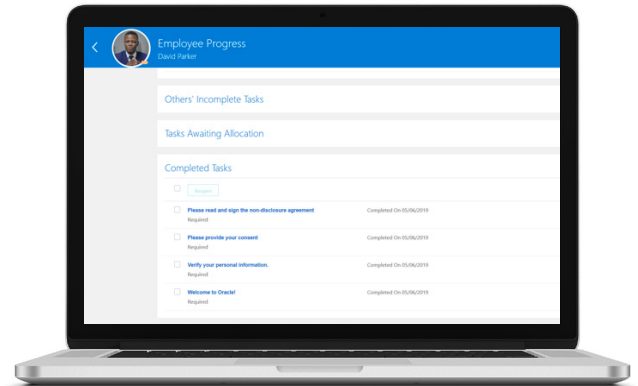 Employee Progress
David Parker
Others' Incomplete Tasks
Tasks Awaiting Allocation
Completed Tasks
Reopen
Please read and sign the non-disclosure agreement
Completed On 05/06/2019
Required
Please provide your consent
Completed On 05/06/2019
Required
Verify your personal information.
Completed On 05/06/2019
Required
Welcome to Oracle!
Completed On 05/06/2019
Required